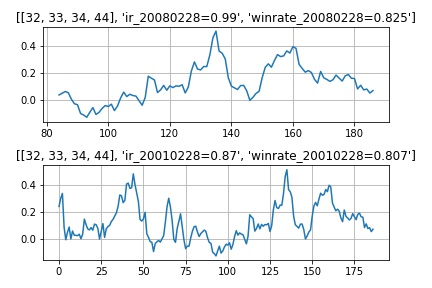 [[32, 33, 34, 44], 'ir_20080228=0.99', 'winrate_20080228=0.825']
0.4
0.2
0.0
80 100 120 140 160 180
[[32, 33, 34, 44], 'ir_20010228=0.87', 'winrate_20010228=0.807']
0.4
0.2
0.0
0 25 50 75 100 125 150 175